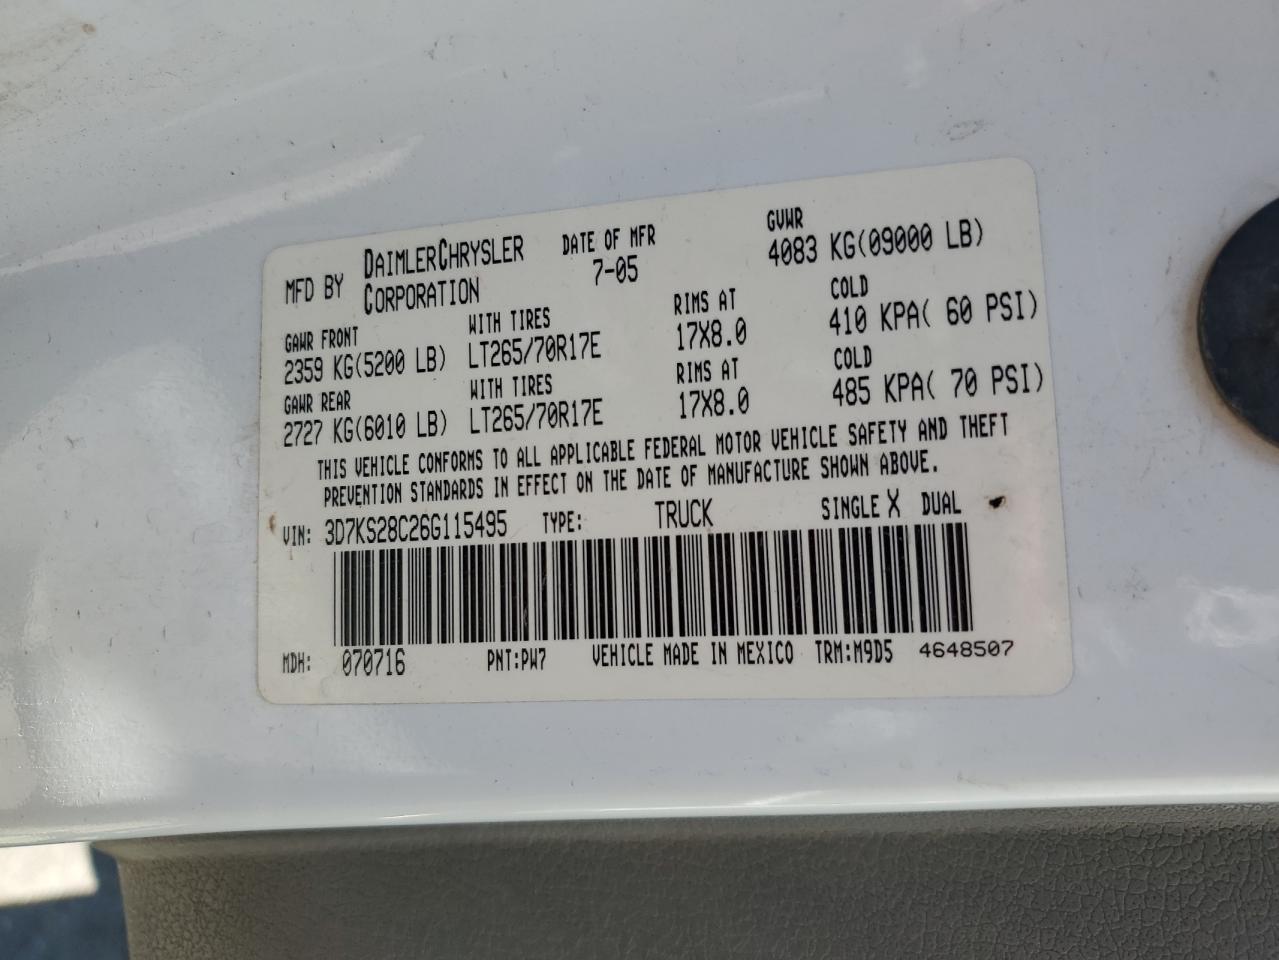 MFD BY DAIMLERCHRYSLER CORPORATION DATE OF MFR 7-05 GVWR 4083 KG(09000 LB)
GAWR FRONT WITH TIRES RIMS AT COLD
2359 KG(5200 LB) LT265/70R17E 17X8.0 410 KPA( 60 PSI)
GAWR REAR WITH TIRES RIMS AT COLD
2727 KG(6010 LB) LT265/70R17E 17X8.0 485 KPA( 70 PSI)
THIS VEHICLE CONFORMS TO ALL APPLICABLE FEDERAL MOTOR VEHICLE SAFETY AND THEFT
PREVENTION STANDARDS IN EFFECT ON THE DATE OF MANUFACTURE SHOWN ABOVE.
VIN: 3D7KS28C26G115495 TYPE: TRUCK SINGLE X DUAL
MDH: 070716 PNT:PW7 VEHICLE MADE IN MEXICO TRM:M9D5 4648507